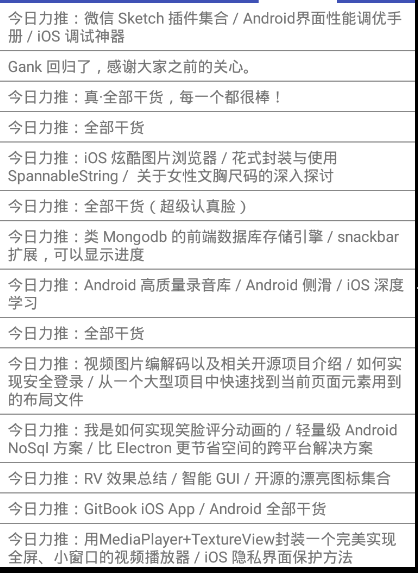 今日力推：微信 Sketch 插件集合 / Android界面性能调优手
册 / iOS 调试神器
Gank 回归了，感谢大家之前的关心。
今日力推：真·全部干货，每一个都很棒！
今日力推：全部干货
今日力推：iOS 炫酷图片浏览器 / 花式封装与使用
SpannableString / 关于女性文胸尺码的深入探讨
今日力推：全部干货（超级认真脸）
今日力推：类 Mongodb 的前端数据库存储引擎 / snackbar
扩展，可以显示进度
今日力推：Android 高质量录音库 / Android 侧滑 / iOS 深度
学习
今日力推：全部干货
今日力推：视频图片编解码以及相关开源项目介绍 / 如何实
现安全登录 / 从一个大型项目中快速找到当前页面元素用到
的布局文件
今日力推：我是如何实现笑脸评分动画的 / 轻量级 Android
NoSql 方案 / 比 Electron 更节省空间的跨平台解决方案
今日力推：RV 效果总结 / 智能 GUI / 开源的漂亮图标集合
今日力推：GitBook iOS App / Android 全部干货
今日力推：用MediaPlayer+TextureView封装一个完美实现
全屏、小窗口的视频播放器 / iOS 隐私界面保护方法